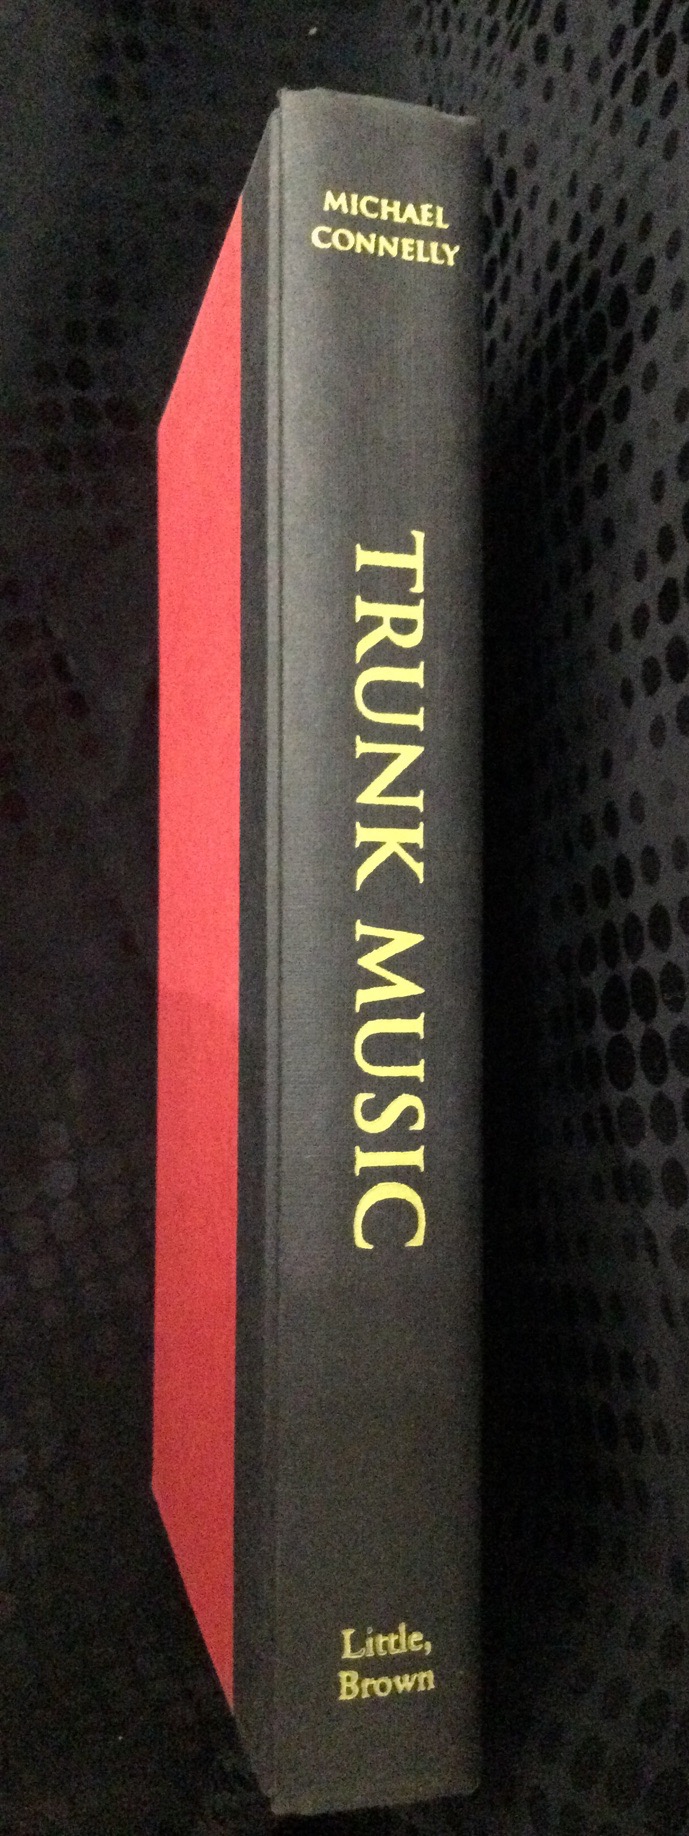 MICHAEL
CONNELLY
TRUNK MUSIC
Little,
Brown